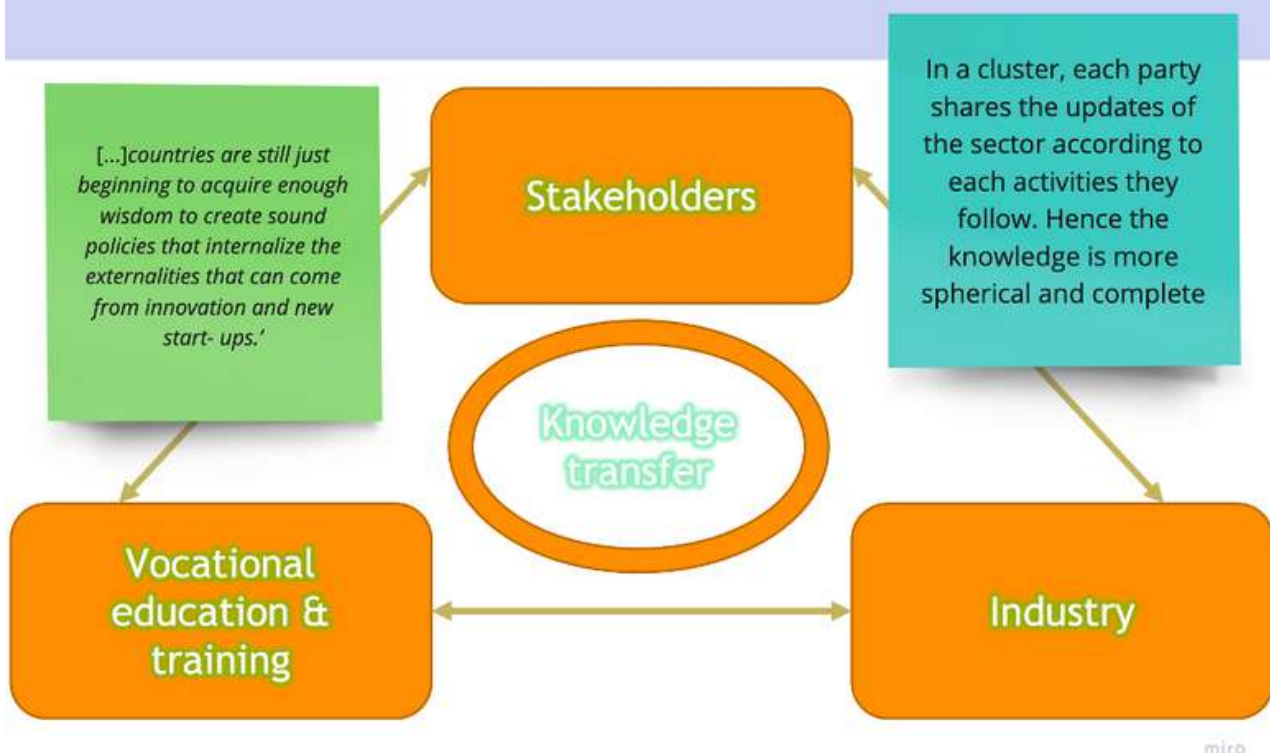 [...]countries are still just
beginning to acquire enough
wisdom to create sound
policies that internalize the
externalities that can come
from innovation and new
start- ups.’
Stakeholders
In a cluster, each party
shares the updates of
the sector according to
each activities they
follow. Hence the
knowledge is more
spherical and complete
Knowledge
transfer
Vocational
education &
training
Industry
miro